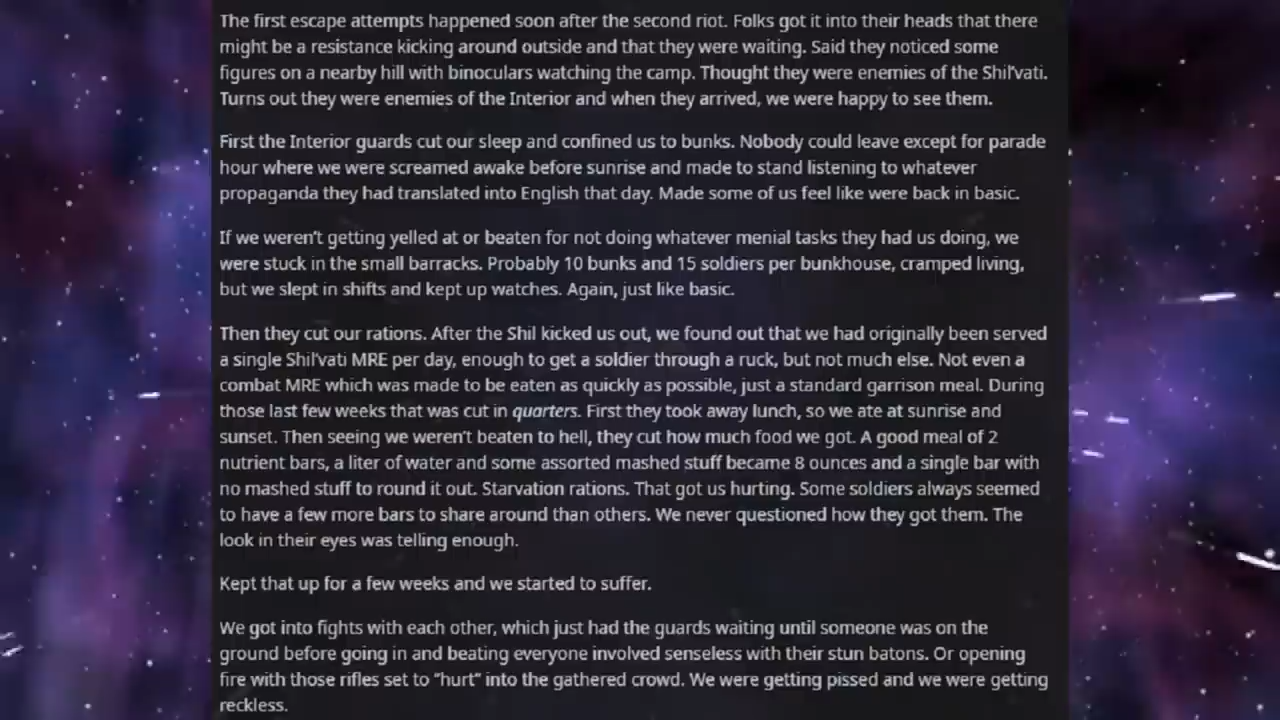 The first escape attempts happened soon after the second riot. Folks got it into their heads that there
might be a resistance kicking around outside and that they were waiting. Said they noticed some
figures on a nearby hill with binoculars watching the camp. Thought they were enemies of the Shil'vati.
Turns out they were enemies of the Interior and when they arrived, we were happy to see them.
First the Interior guards cut our sleep and confined us to bunks. Nobody could leave except for parade
hour where we were screamed awake before sunrise and made to stand listening to whatever
propaganda they had translated into English that day. Made some of us feel like were back in basic.
If we weren't getting yelled at or beaten for not doing whatever menial tasks they had us doing, we
were stuck in the small barracks. Probably 10 bunks and 15 soldiers per bunkhouse, cramped living,
but we slept in shifts and kept up watches. Again, just like basic.
Then they cut our rations. After the Shil kicked us out, we found out that we had originally been served
a single Shil'vati MRE per day, enough to get a soldier through a ruck, but not much else. Not even a
combat MRE which was made to be eaten as quickly as possible, just a standard garrison meal. During
those last few weeks that was cut in quarters. First they took away lunch, so we ate at sunrise and
sunset. Then seeing we weren't beaten to hell, they cut how much food we got. A good meal of 2
nutrient bars, a liter of water and some assorted mashed stuff became 8 ounces and a single bar with
no mashed stuff to round it out. Starvation rations. That got us hurting. Some soldiers always seemed
to have a few more bars to share around than others. We never questioned how they got them. The
look in their eyes was telling enough.
Kept that up for a few weeks and we started to suffer.
We got into fights with each other, which just had the guards waiting until someone was on the
ground before going in and beating everyone involved senseless with their stun batons. Or opening
fire with those rifles set to “hurt” into the gathered crowd. We were getting pissed and we were getting
reckless.